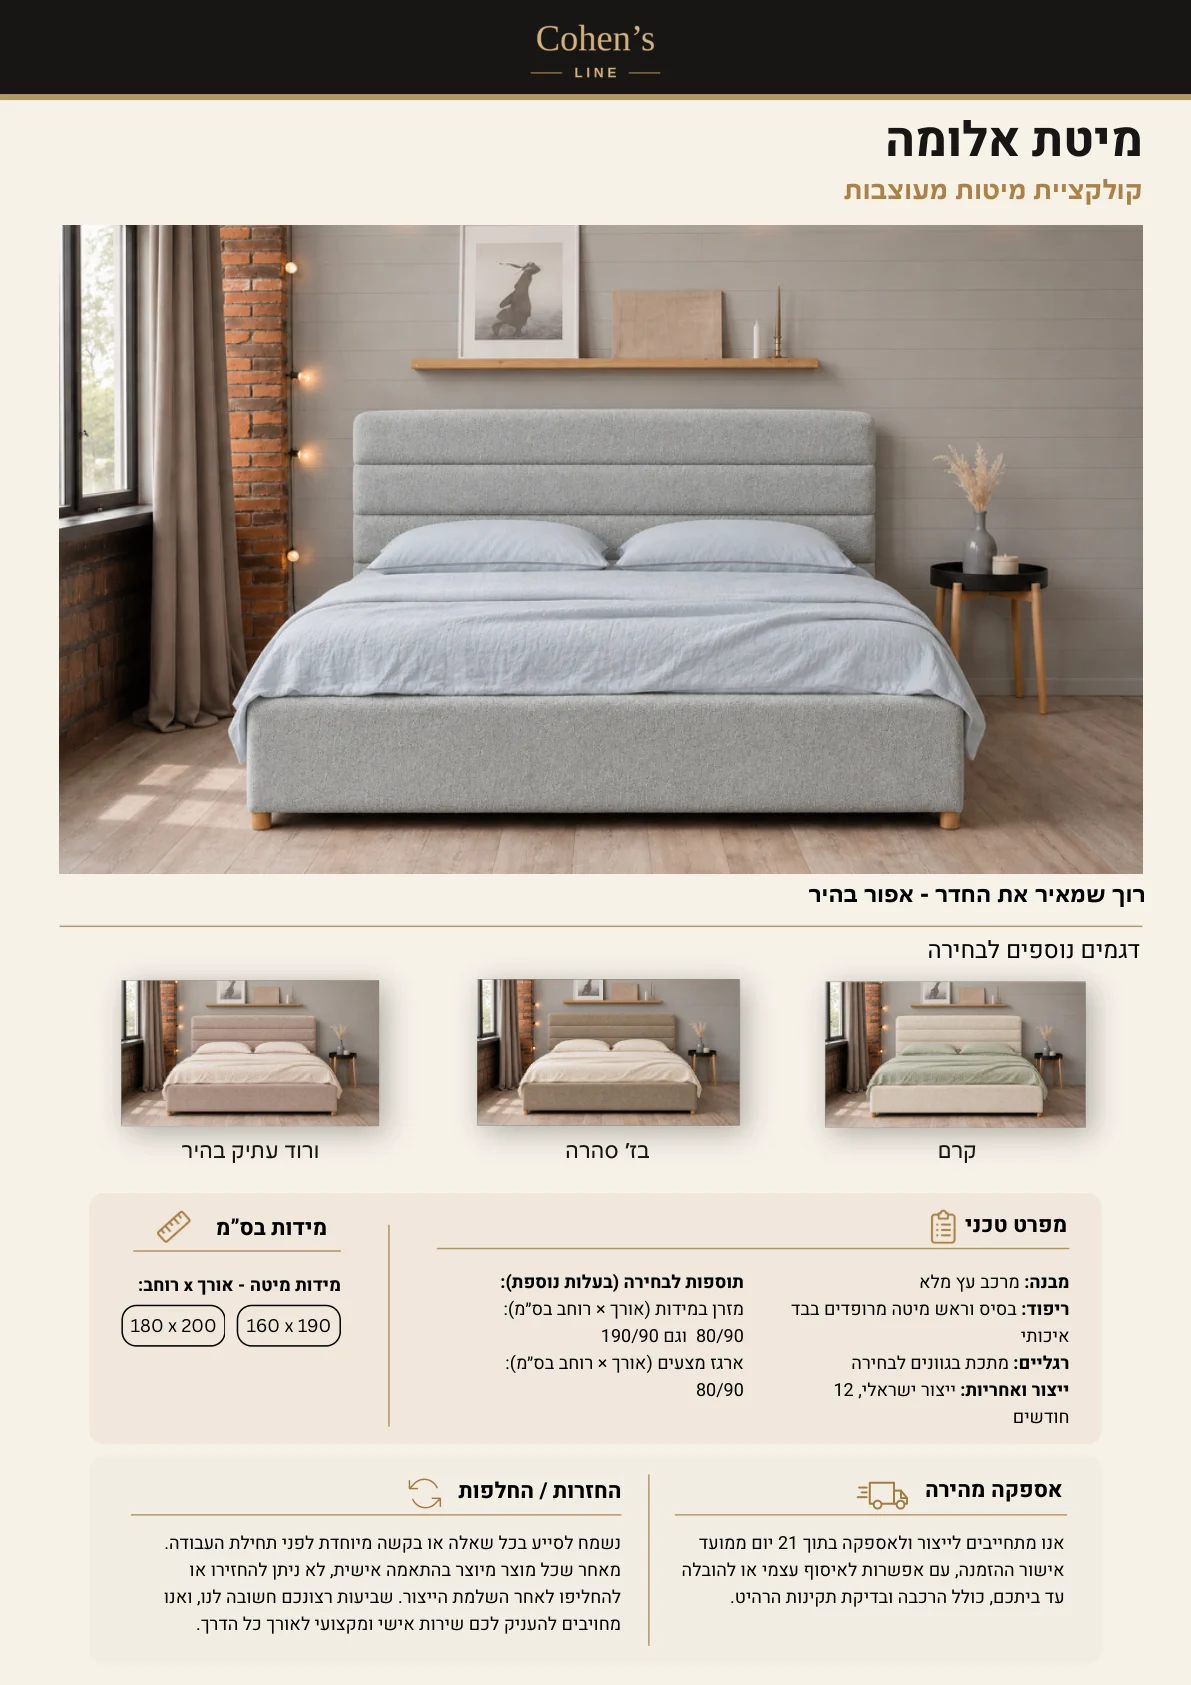 Cohen’s
LINE
מיטת אלומה
קולקציית מיטות מעוצבות
רוך שמאיר את החדר - אפור בהיר
דגמים נוספים לבחירה
קרם
בז’ סהרה
ורוד עתיק בהיר
מפרט טכני
מבנה: מרכב עץ מלא
ריפוד: בסיס וראש מיטה מרופדים בבד
איכותי
רגליים: מתכת בגוונים לבחירה
ייצור ואחריות: ייצור ישראלי, 12
חודשים
תוספות לבחירה (בעלות נוספת):
מזרן במידות (אורך × רוחב בס"מ):
80/90 וגם 190/90
ארגז מצעים (אורך × רוחב בס"מ):
80/90
מידות בס”מ
מידות מיטה - אורך x רוחב:
160 x 190
180 x 200
אספקה מהירה
אנו מתחייבים לייצור ולאספקה בתוך 21 יום ממועד
אישור ההזמנה, עם אפשרות לאיסוף עצמי או להובלה
עד ביתכם, כולל הרכבה ובדיקת תקינות הרהיט.
החזרות / החלפות
נשמח לסייע בכל שאלה או בקשה מיוחדת לפני תחילת העבודה.
מאחר שכל מוצר מיוצר בהתאמה אישית, לא ניתן להחזירו או
להחליפו לאחר השלמת הייצור. שביעות רצונכם חשובה לנו, ואנו
מחויבים להעניק לכם שירות אישי ומקצועי לאורך כל הדרך.